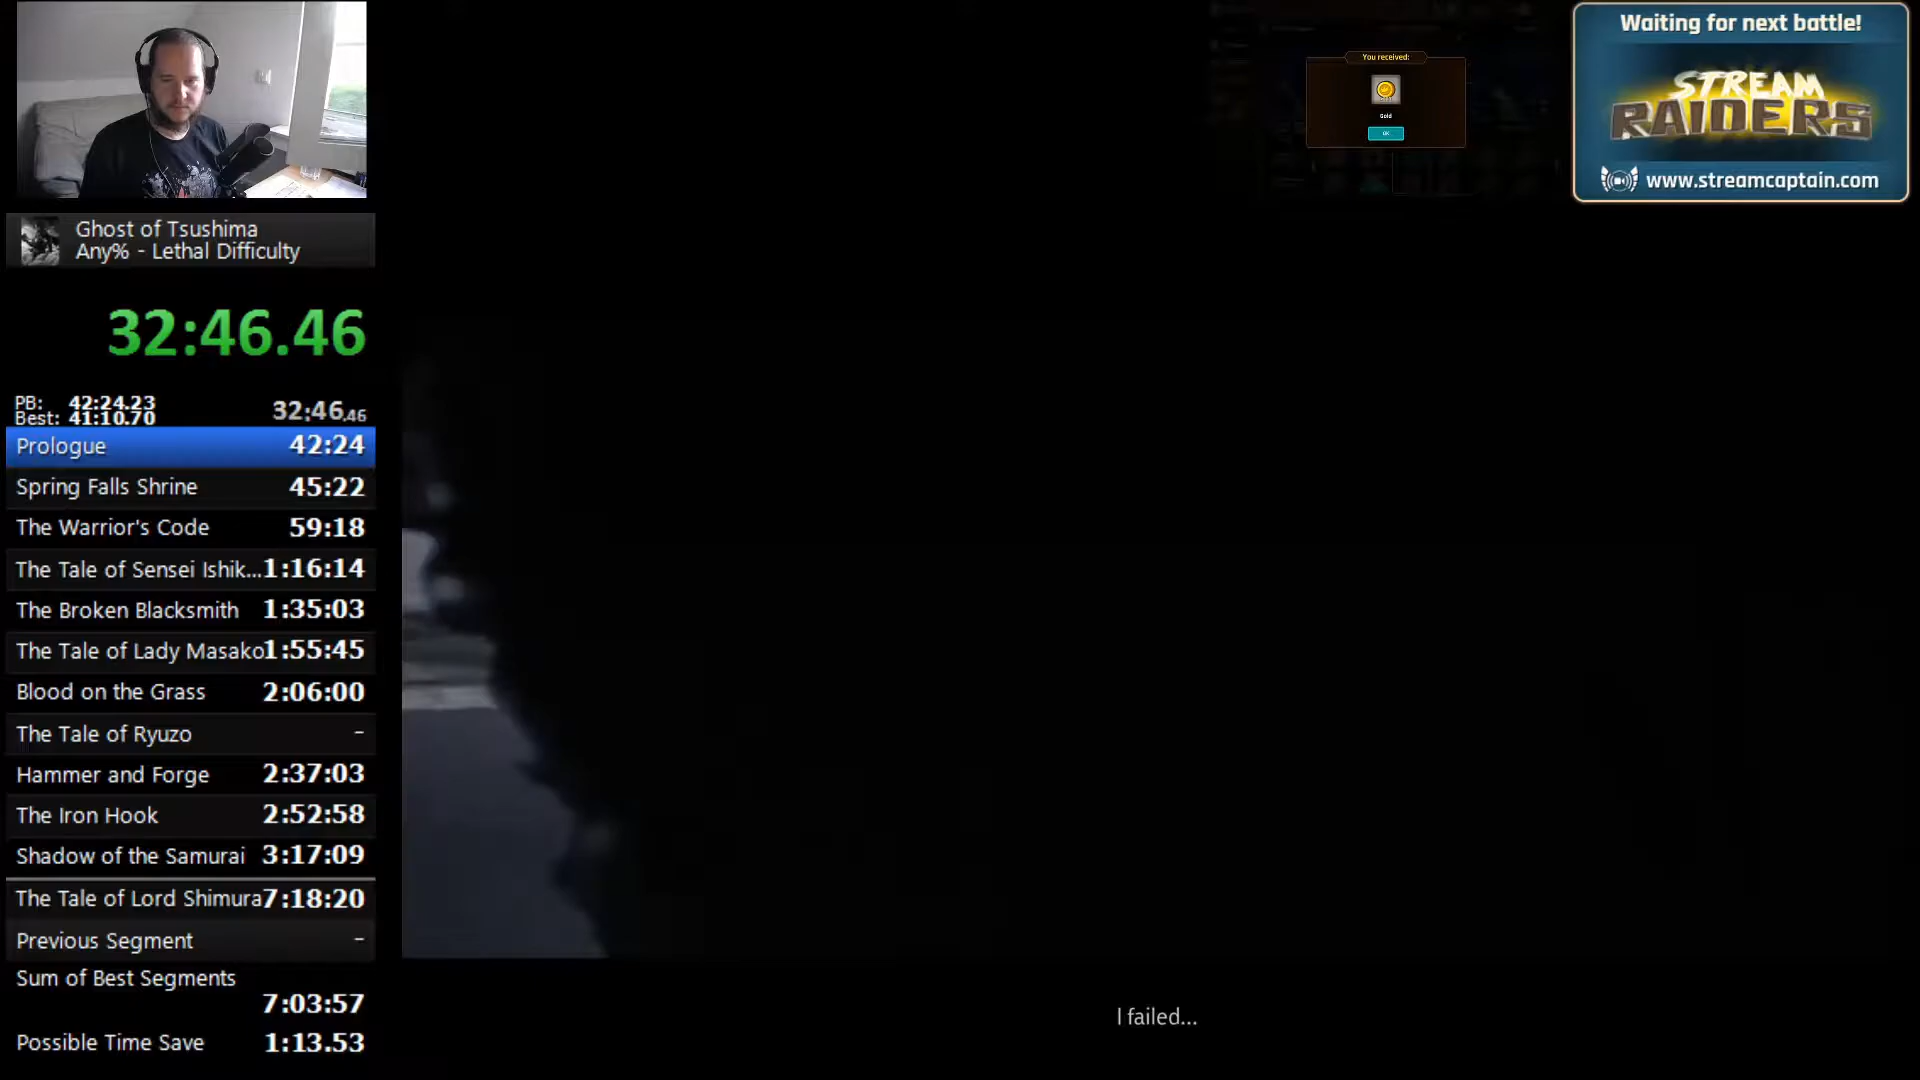 Waiting for next battle!
STREAM
RAIDERS
www.streamcaptain.com
You received:
Gold
OK
Ghost of Tsushima
Any% - Lethal Difficulty
32:46.46
PB: 42:24.23
Best: 41:10.70
32:46.46
Prologue 42:24
Spring Falls Shrine 45:22
The Warrior's Code 59:18
The Tale of Sensei Ishik... 1:16:14
The Broken Blacksmith 1:35:03
The Tale of Lady Masako 1:55:45
Blood on the Grass 2:06:00
The Tale of Ryuzo -
Hammer and Forge 2:37:03
The Iron Hook 2:52:58
Shadow of the Samurai 3:17:09
The Tale of Lord Shimura 7:18:20
Previous Segment -
Sum of Best Segments
7:03:57
Possible Time Save 1:13.53
I failed...